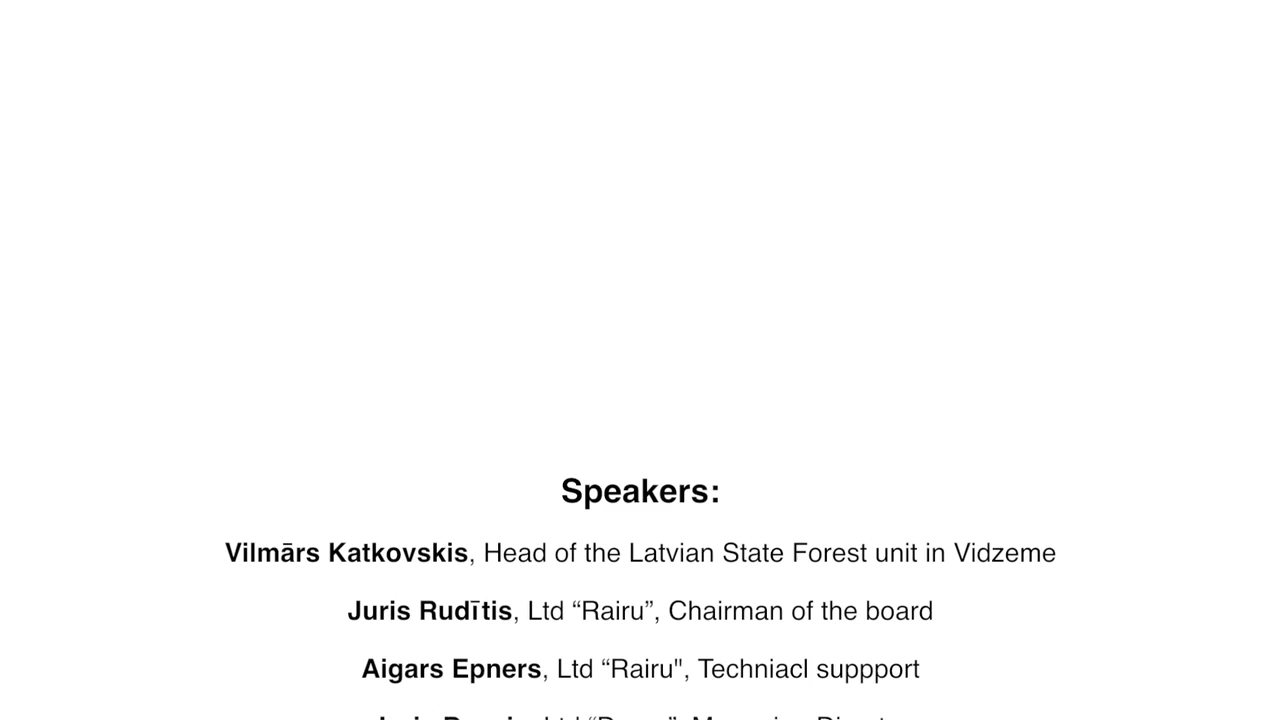 Speakers:
Vilmārs Katkovskis, Head of the Latvian State Forest unit in Vidzeme
Juris Rudītis, Ltd “Rairu”, Chairman of the board
Aigars Epners, Ltd “Rairu", Techniacl suppport